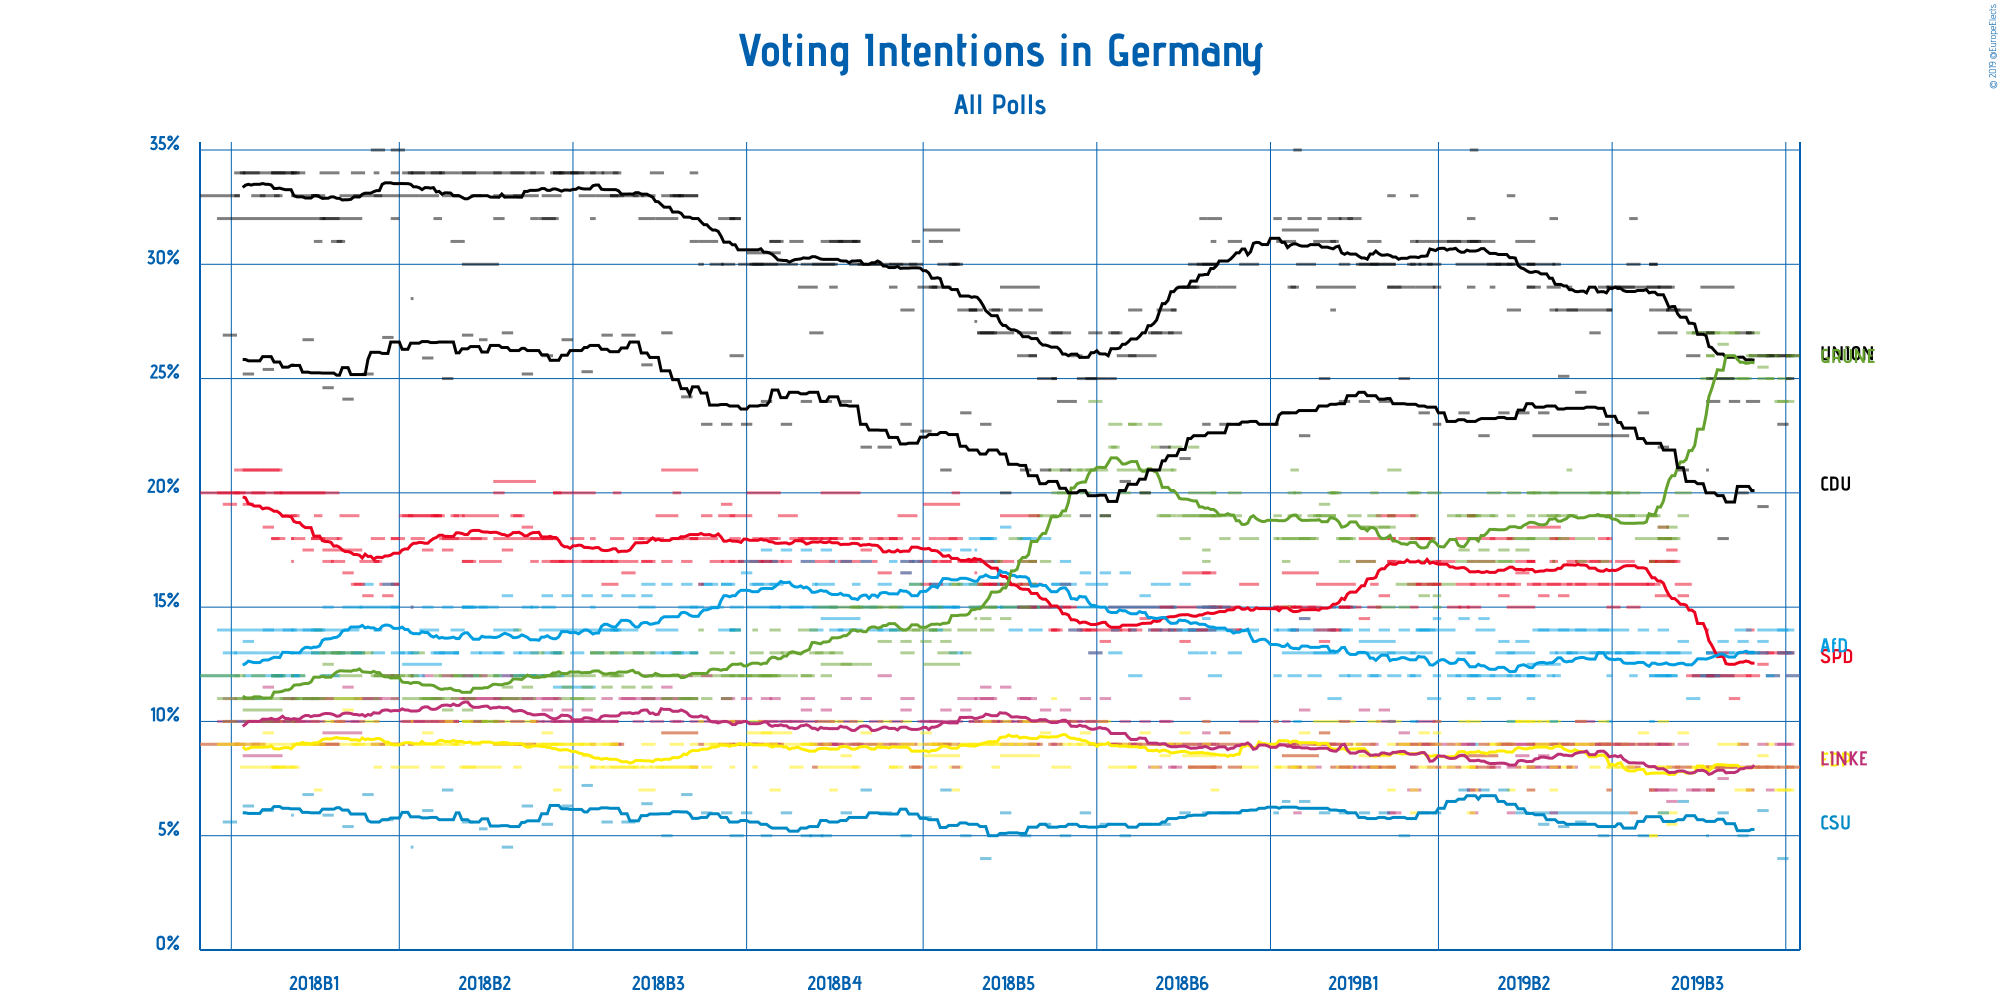 © 2019 @EuropeElects
Voting Intentions in Germany
All Polls
35%
30%
25%
20%
15%
10%
5%
0%
UNION
GRÜNE
CDU
AfD
SPD
LINKE
CSU
2018B1 2018B2 2018B3 2018B4 2018B5 2018B6 2019B1 2019B2 2019B3